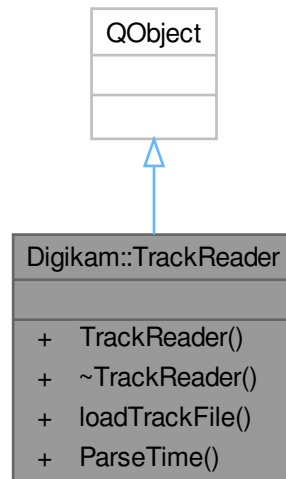 QObject
Digikam::TrackReader
+ TrackReader()
+ ~TrackReader()
+ loadTrackFile()
+ ParseTime()